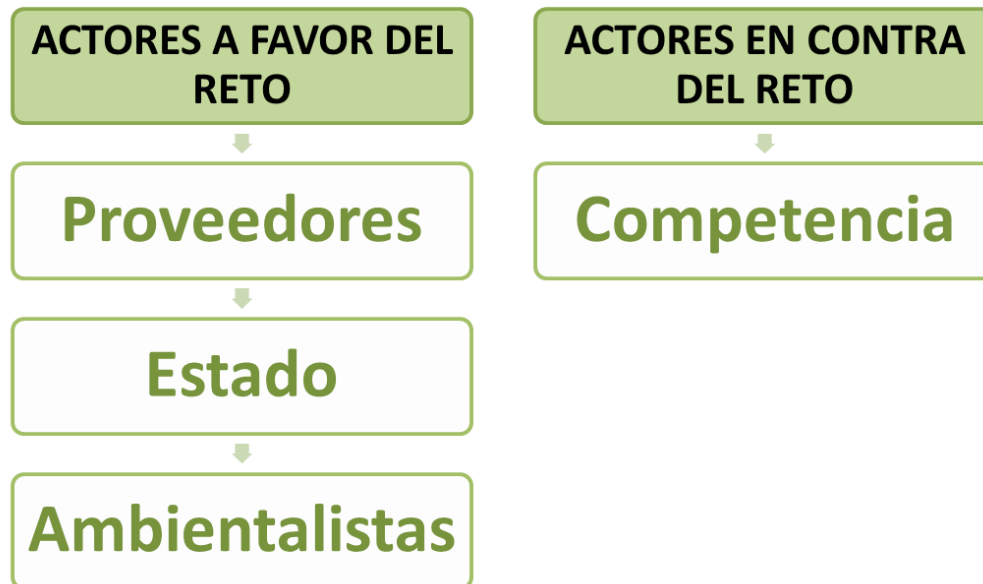 ACTORES A FAVOR DEL
RETO
Proveedores
Estado
Ambientalistas
ACTORES EN CONTRA
DEL RETO
Competencia